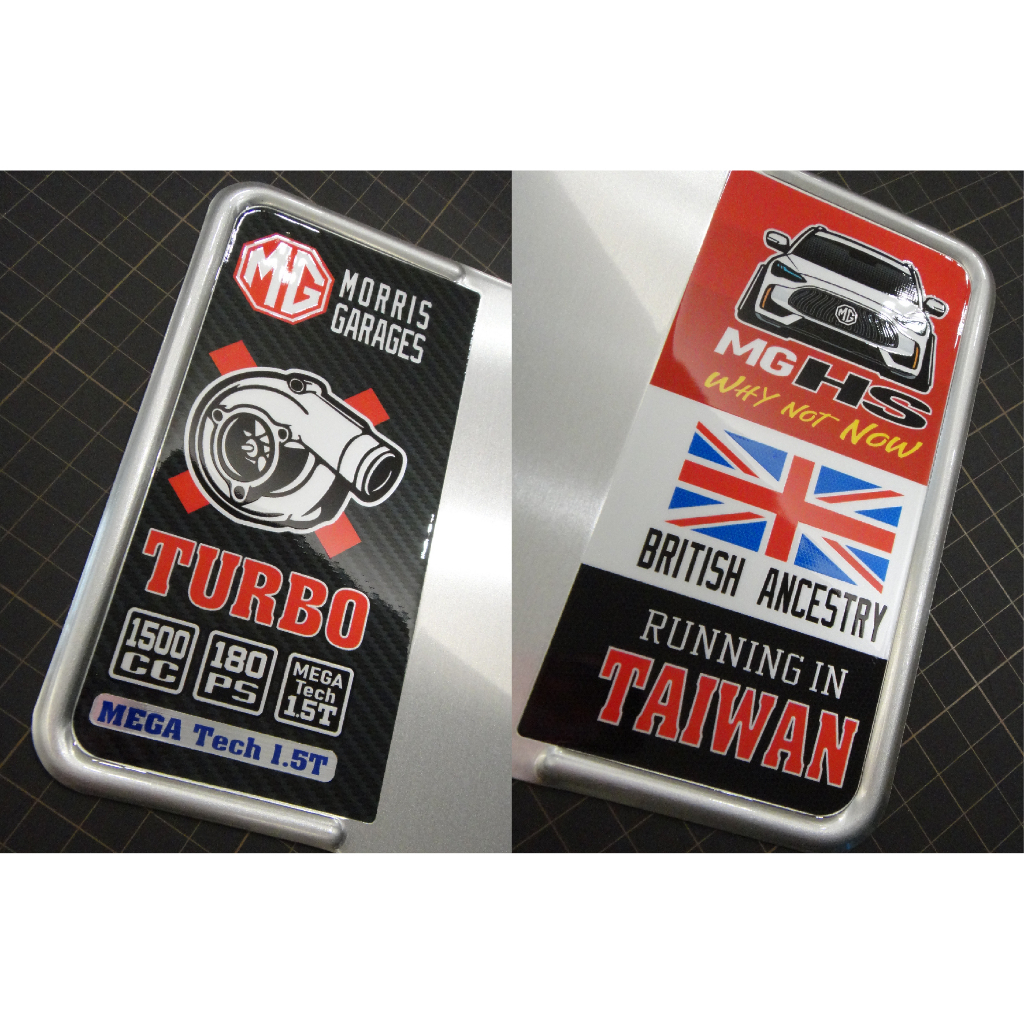 MG
MORRIS
GARAGES
TURBO
1500
CC
180
PS
MEGA
Tech
1.5T
MEGA Tech 1.5T
MG
MG HS
WHY NOT NOW
BRITISH ANCESTRY
RUNNING IN
TAIWAN